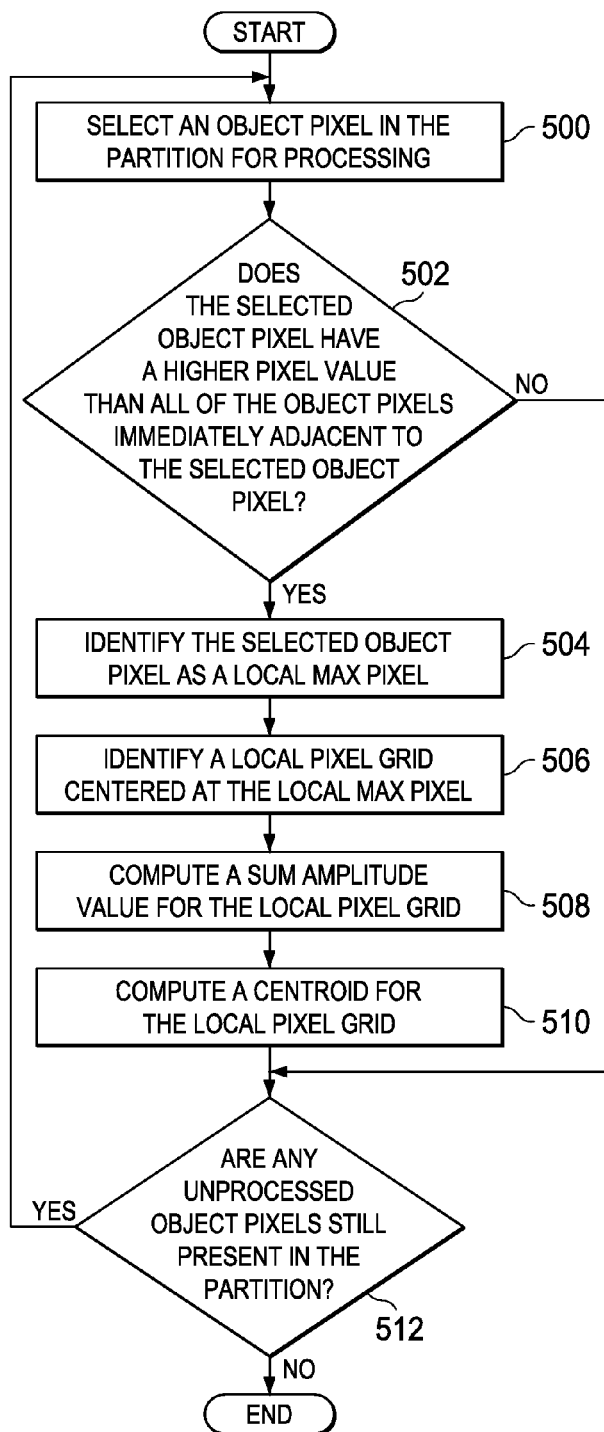 START
SELECT AN OBJECT PIXEL IN THE
PARTITION FOR PROCESSING
500
DOES
THE SELECTED
OBJECT PIXEL HAVE
A HIGHER PIXEL VALUE
THAN ALL OF THE OBJECT PIXELS
IMMEDIATELY ADJACENT TO
THE SELECTED OBJECT
PIXEL?
502
NO
YES
IDENTIFY THE SELECTED OBJECT
PIXEL AS A LOCAL MAX PIXEL
504
IDENTIFY A LOCAL PIXEL GRID
CENTERED AT THE LOCAL MAX PIXEL
506
COMPUTE A SUM AMPLITUDE
VALUE FOR THE LOCAL PIXEL GRID
508
COMPUTE A CENTROID FOR
THE LOCAL PIXEL GRID
510
ARE ANY
UNPROCESSED
OBJECT PIXELS STILL
PRESENT IN THE
PARTITION?
YES
512
NO
END